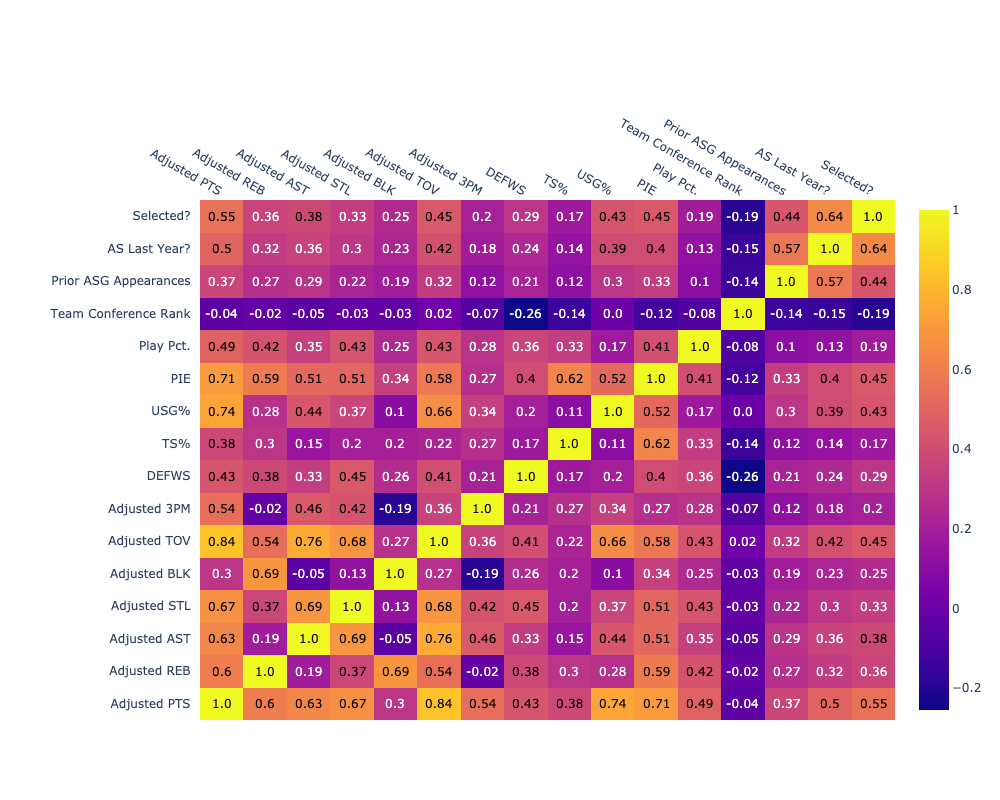 Adjusted PTS
Adjusted REB
Adjusted AST
Adjusted STL
Adjusted BLK
Adjusted TOV
Adjusted 3PM
DEFWS
TS%
USG%
PIE
Play Pct.
Team Conference Rank
Prior ASG Appearances
AS Last Year?
Selected?
Selected? 0.55 0.36 0.38 0.33 0.25 0.45 0.2 0.29 0.17 0.43 0.45 0.19 -0.19 0.44 0.64 1.0
AS Last Year? 0.5 0.32 0.36 0.3 0.23 0.42 0.18 0.24 0.14 0.39 0.4 0.13 -0.15 0.57 1.0 0.64
Prior ASG Appearances 0.37 0.27 0.29 0.22 0.19 0.32 0.12 0.21 0.12 0.3 0.33 0.1 -0.14 1.0 0.57 0.44
Team Conference Rank -0.04 -0.02 -0.05 -0.03 -0.03 0.02 -0.07 -0.26 -0.14 0.0 -0.12 -0.08 1.0 -0.14 -0.15 -0.19
Play Pct. 0.49 0.42 0.35 0.43 0.25 0.43 0.28 0.36 0.33 0.17 0.41 1.0 -0.08 0.1 0.13 0.19
PIE 0.71 0.59 0.51 0.51 0.34 0.58 0.27 0.4 0.62 0.52 1.0 0.41 -0.12 0.33 0.4 0.45
USG% 0.74 0.28 0.44 0.37 0.1 0.66 0.34 0.2 0.11 1.0 0.52 0.17 0.0 0.3 0.39 0.43
TS% 0.38 0.3 0.15 0.2 0.2 0.22 0.27 0.17 1.0 0.11 0.62 0.33 -0.14 0.12 0.14 0.17
DEFWS 0.43 0.38 0.33 0.45 0.26 0.41 0.21 1.0 0.17 0.2 0.4 0.36 -0.26 0.21 0.24 0.29
Adjusted 3PM 0.54 -0.02 0.46 0.42 -0.19 0.36 1.0 0.21 0.27 0.34 0.27 0.28 -0.07 0.12 0.18 0.2
Adjusted TOV 0.84 0.54 0.76 0.68 0.27 1.0 0.36 0.41 0.22 0.66 0.58 0.43 0.02 0.32 0.42 0.45
Adjusted BLK 0.3 0.69 -0.05 0.13 1.0 0.27 -0.19 0.26 0.2 0.1 0.34 0.25 -0.03 0.19 0.23 0.25
Adjusted STL 0.67 0.37 0.69 1.0 0.13 0.68 0.42 0.45 0.2 0.37 0.51 0.43 -0.03 0.22 0.3 0.33
Adjusted AST 0.63 0.19 1.0 0.69 -0.05 0.76 0.46 0.33 0.15 0.44 0.51 0.35 -0.05 0.29 0.36 0.38
Adjusted REB 0.6 1.0 0.19 0.37 0.69 0.54 -0.02 0.38 0.3 0.28 0.59 0.42 -0.02 0.27 0.32 0.36
Adjusted PTS 1.0 0.6 0.63 0.67 0.3 0.84 0.54 0.43 0.38 0.74 0.71 0.49 -0.04 0.37 0.5 0.55
1
0.8
0.6
0.4
0.2
0
−0.2